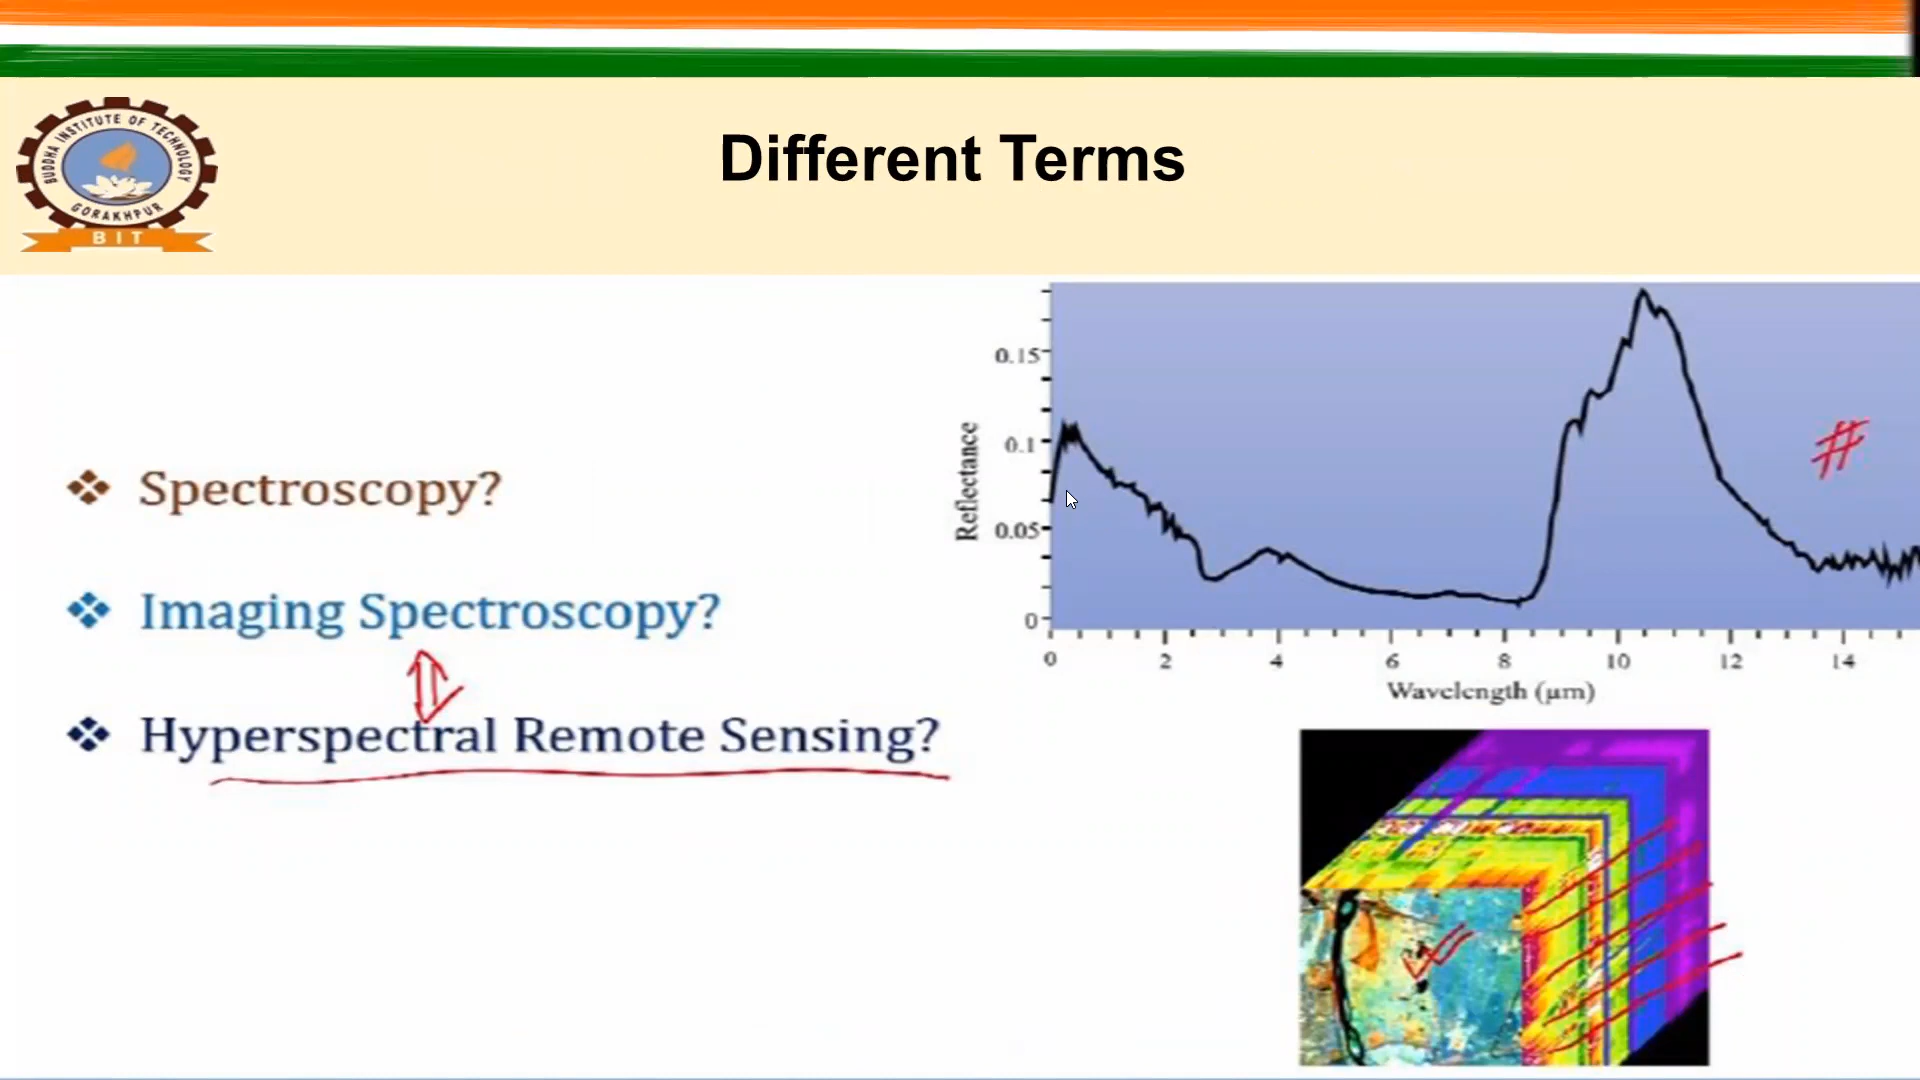 BUDDHA INSTITUTE OF TECHNOLOGY
GORAKHPUR
BIT
Different Terms
❖ Spectroscopy?
❖ Imaging Spectroscopy?
❖ Hyperspectral Remote Sensing?
Reflectance
0.15
0.1
0.05
0
0 2 4 6 8 10 12 14
Wavelength (µm)
#